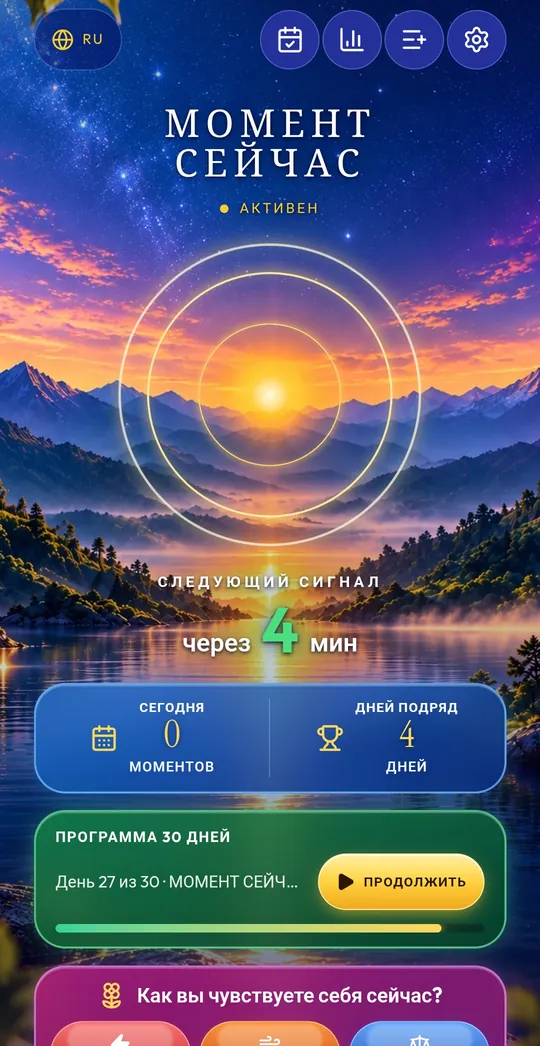 RU
МОМЕНТ
СЕЙЧАС
АКТИВЕН
СЛЕДУЮЩИЙ СИГНАЛ
через 4 мин
СЕГОДНЯ
0
МОМЕНТОВ
ДНЕЙ ПОДРЯД
4
ДНЕЙ
ПРОГРАММА 30 ДНЕЙ
День 27 из 30 · МОМЕНТ СЕЙЧ...
ПРОДОЛЖИТЬ
Как вы чувствуете себя сейчас?